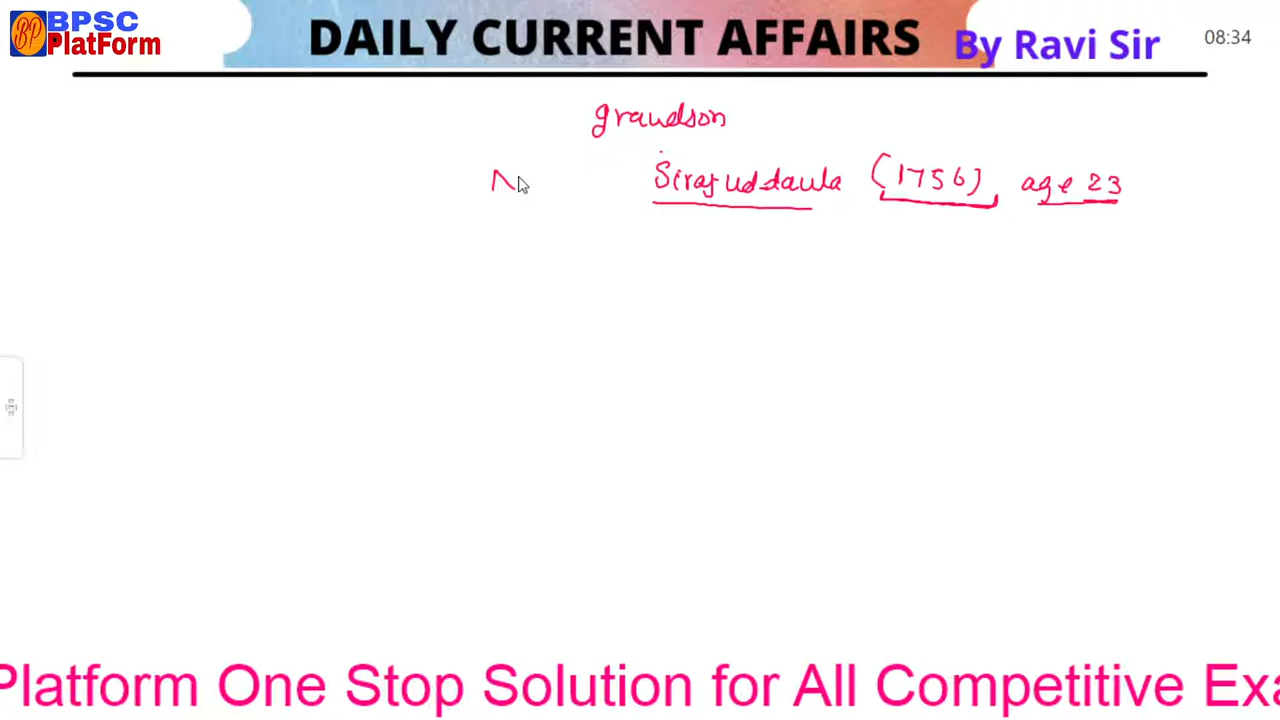 BPSC
PlatForm
BP
DAILY CURRENT AFFAIRS
By Ravi Sir
08:34
grandson
Sirajuddaula (1756) age 23
Platform One Stop Solution for All Competitive Exa